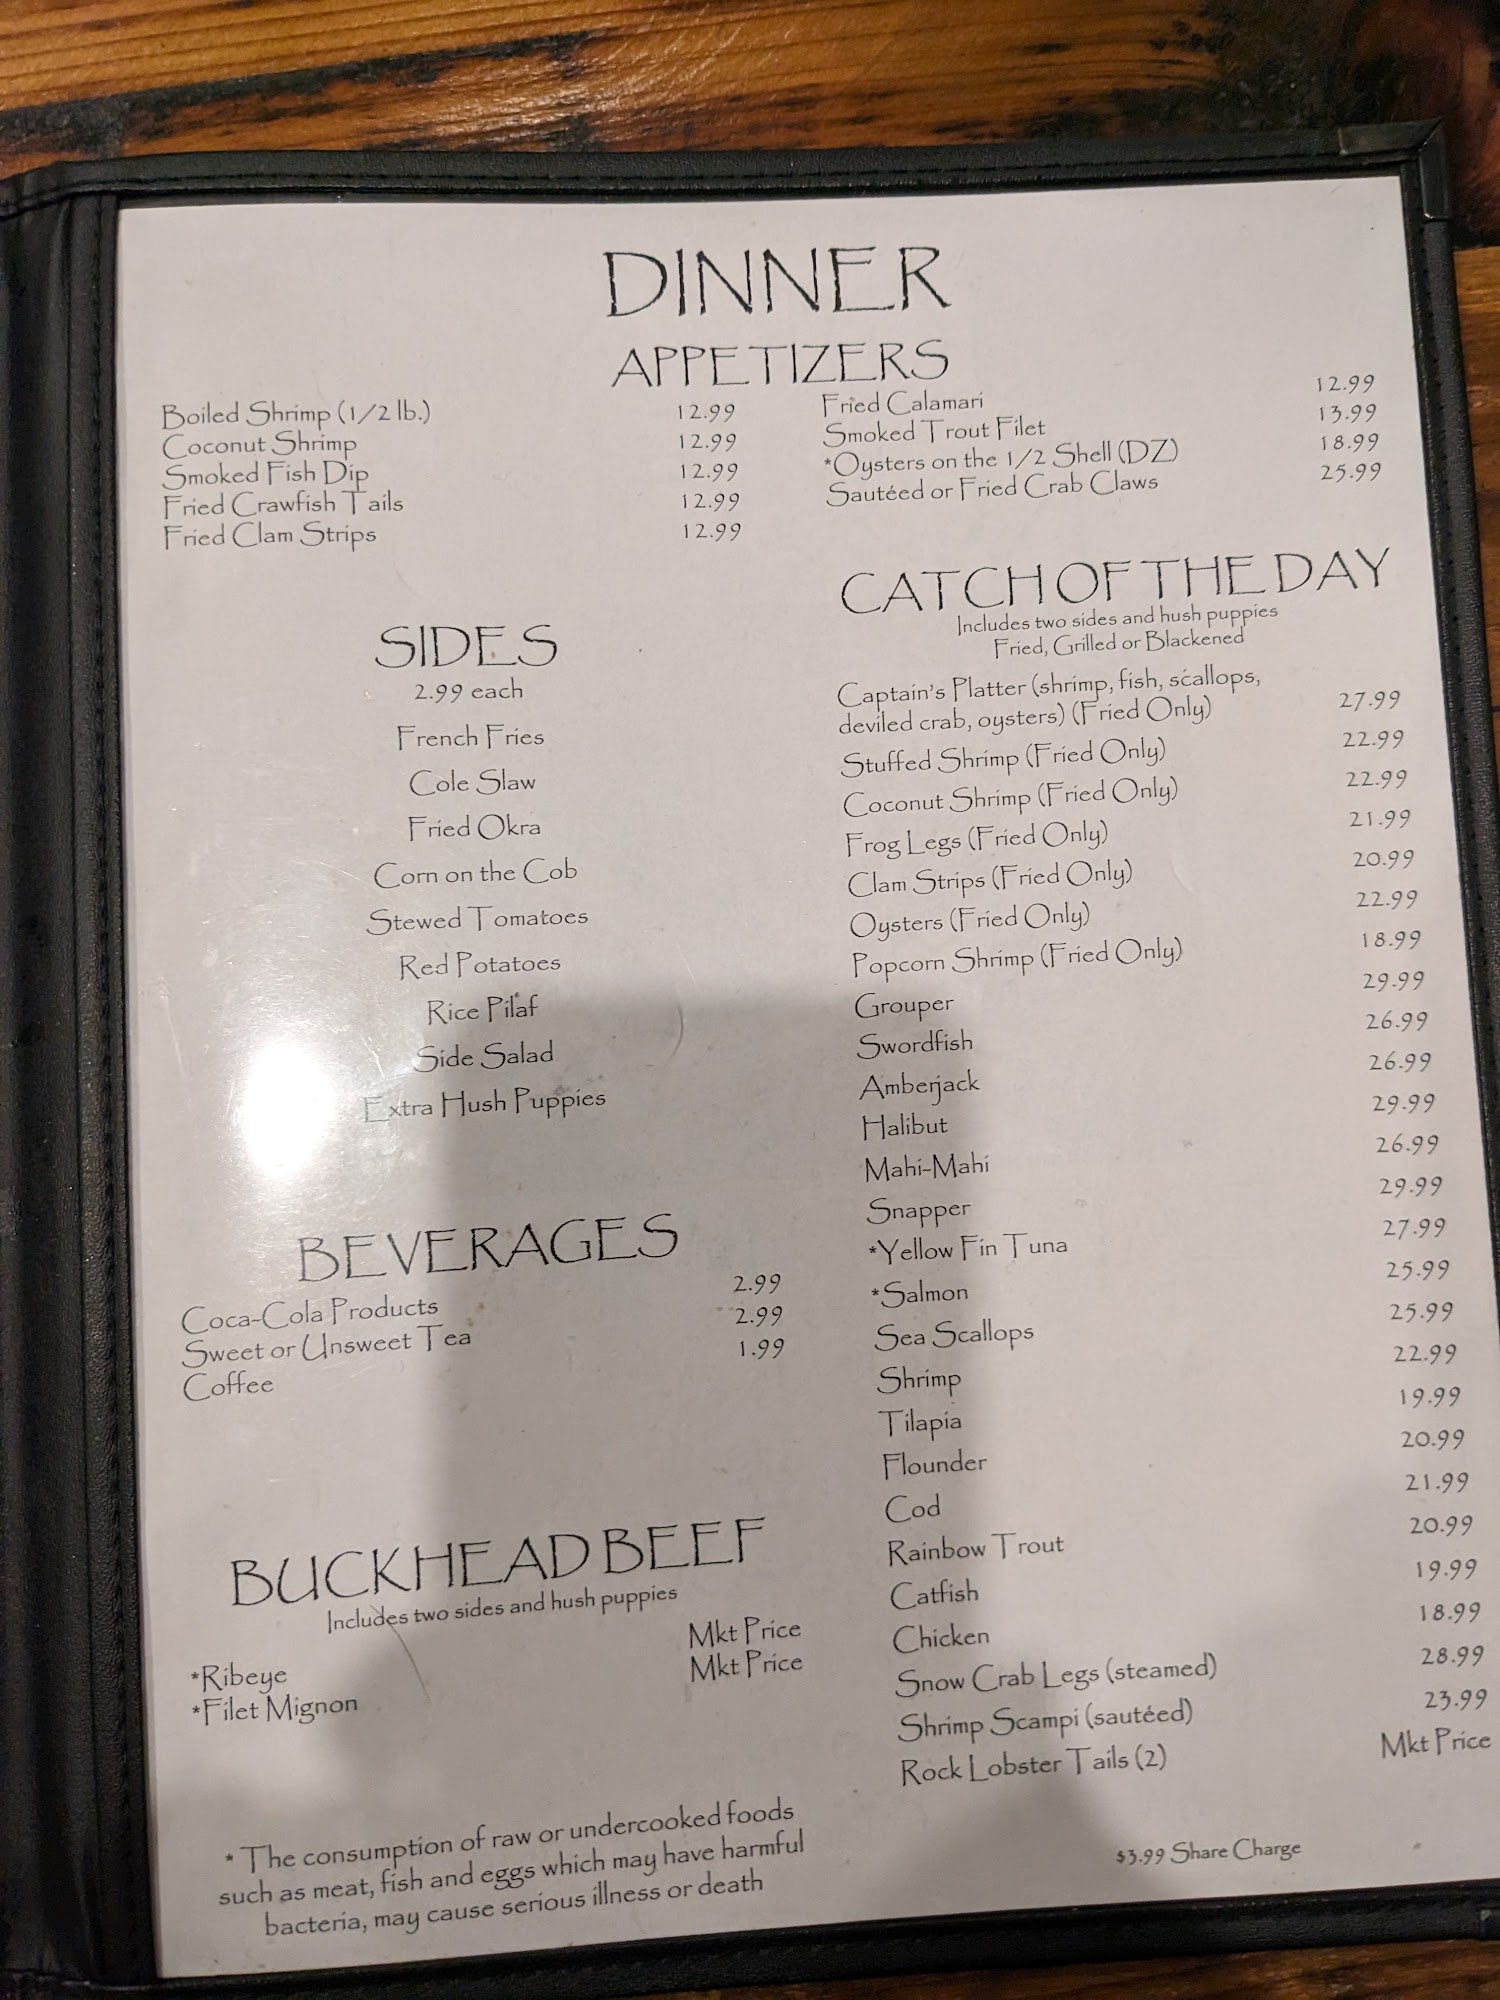 DINNER
APPETIZERS
Boiled Shrimp (1/2 lb.) 12.99
Coconut Shrimp 12.99
Smoked Fish Dip 12.99
Fried Crawfish Tails 12.99
Fried Clam Strips 12.99
Fried Calamari 12.99
Smoked Trout Filet 13.99
*Oysters on the 1/2 Shell (DZ) 18.99
Sautéed or Fried Crab Claws 25.99
SIDES
2.99 each
French Fries
Cole Slaw
Fried Okra
Corn on the Cob
Stewed Tomatoes
Red Potatoes
Rice Pilaf
Side Salad
Extra Hush Puppies
BEVERAGES
Coca-Cola Products 2.99
Sweet or Unsweet Tea 2.99
Coffee 1.99
BUCKHEAD BEEF
Includes two sides and hush puppies
*Ribeye Mkt Price
*Filet Mignon Mkt Price
* The consumption of raw or undercooked foods
such as meat, fish and eggs which may have harmful
bacteria, may cause serious illness or death
CATCH OF THE DAY
Includes two sides and hush puppies
Fried, Grilled or Blackened
Captain's Platter (shrimp, fish, scallops,
deviled crab, oysters) (Fried Only) 27.99
Stuffed Shrimp (Fried Only) 22.99
Coconut Shrimp (Fried Only) 22.99
Frog Legs (Fried Only) 21.99
Clam Strips (Fried Only) 20.99
Oysters (Fried Only) 22.99
Popcorn Shrimp (Fried Only) 18.99
Grouper 29.99
Swordfish 26.99
Amberjack 26.99
Halibut 29.99
Mahi-Mahi 26.99
Snapper 29.99
*Yellow Fin Tuna 27.99
*Salmon 25.99
Sea Scallops 25.99
Shrimp 22.99
Tilapia 19.99
Flounder 20.99
Cod 21.99
Rainbow Trout 20.99
Catfish 19.99
Chicken 18.99
Snow Crab Legs (steamed) 28.99
Shrimp Scampi (sautéed) 23.99
Rock Lobster Tails (2) Mkt Price
$3.99 Share Charge